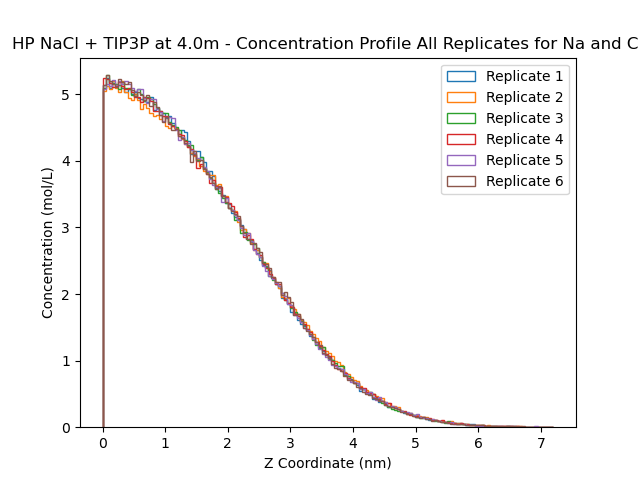 HP NaCl + TIP3P at 4.0m - Concentration Profile All Replicates for Na and C
Replicate 1
Replicate 2
Replicate 3
Replicate 4
Replicate 5
Replicate 6
Concentration (mol/L)
5
4
3
2
1
0
0 1 2 3 4 5 6 7
Z Coordinate (nm)